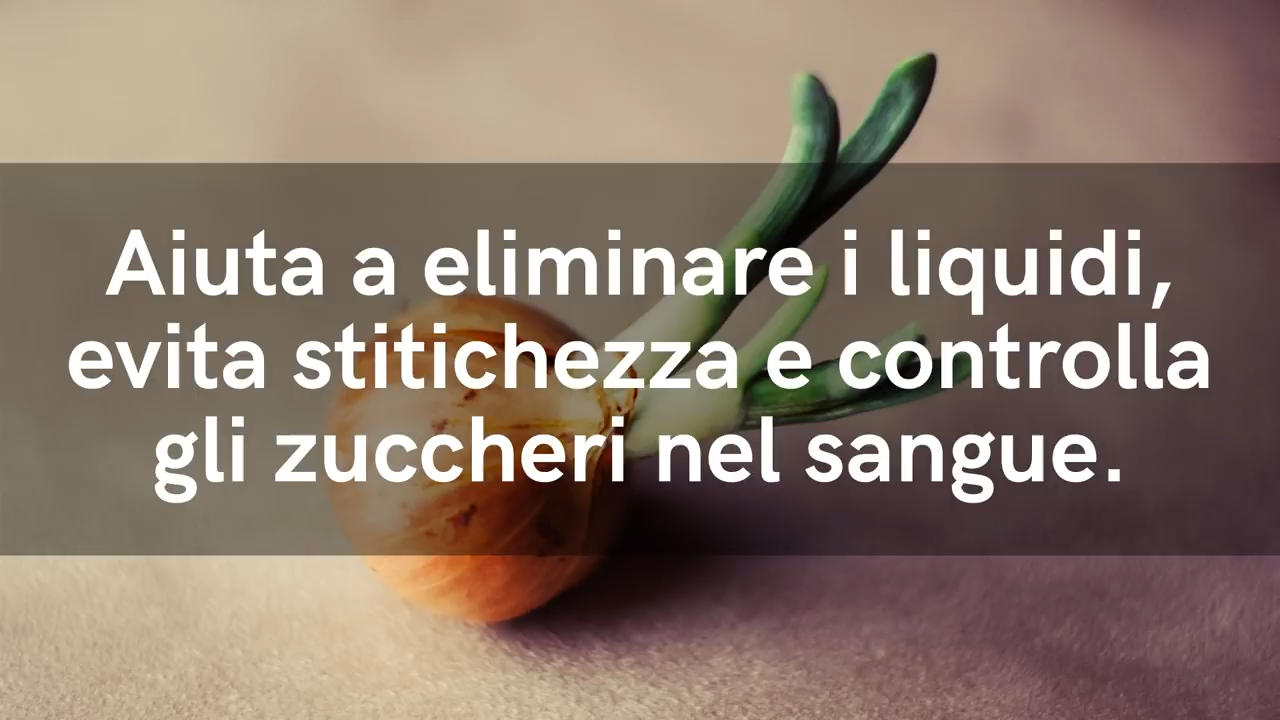 Aiuta a eliminare i liquidi,
evita stitichezza e controlla
gli zuccheri nel sangue.